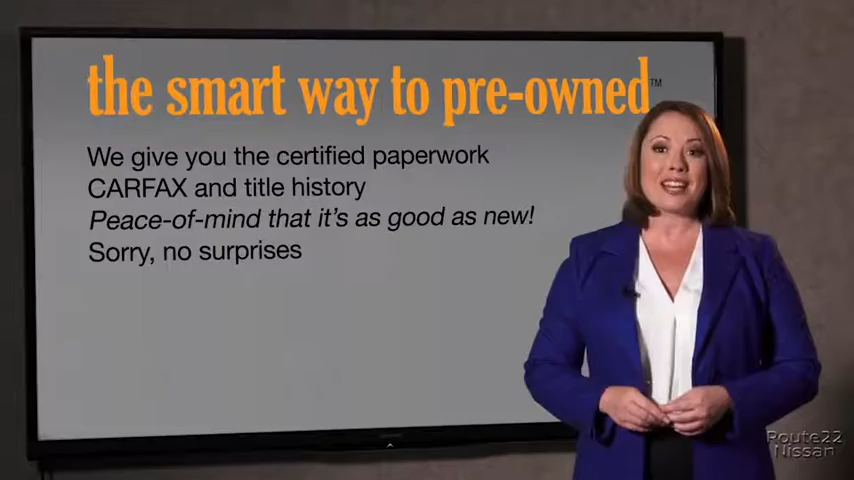 the smart way to pre-owned™
We give you the certified paperwork
CARFAX and title history
Peace-of-mind that it's as good as new!
Sorry, no surprises
Route22
Nissan